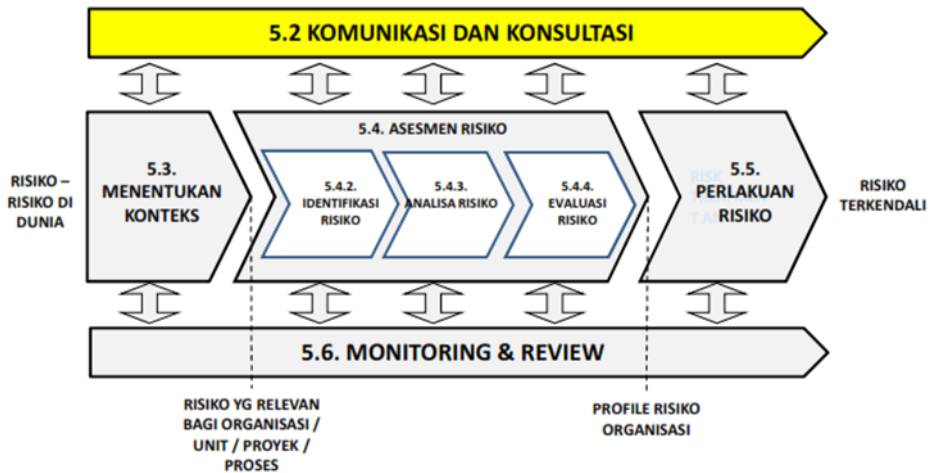 5.2 KOMUNIKASI DAN KONSULTASI
5.4. ASESMEN RISIKO
RISIKO –
RISIKO DI
DUNIA
5.3.
MENENTUKAN
KONTEKS
5.4.2.
IDENTIFIKASI
RISIKO
5.4.3.
ANALISA RISIKO
5.4.4.
EVALUASI
RISIKO
RISK
5.5.
PERLAKUAN
RISIKO
RISIKO
TERKENDALI
5.6. MONITORING & REVIEW
RISIKO YG RELEVAN
BAGI ORGANISASI /
UNIT / PROYEK /
PROSES
PROFILE RISIKO
ORGANISASI